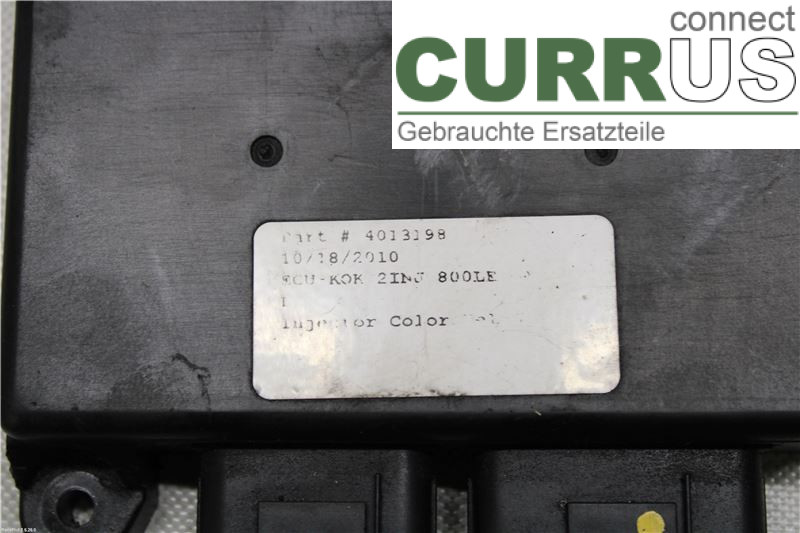 connect
CURRUS
Gebrauchte Ersatzteile
Part # 4013198
10/18/2010
ECU-KOK 2INJ 800LE
Injector Color